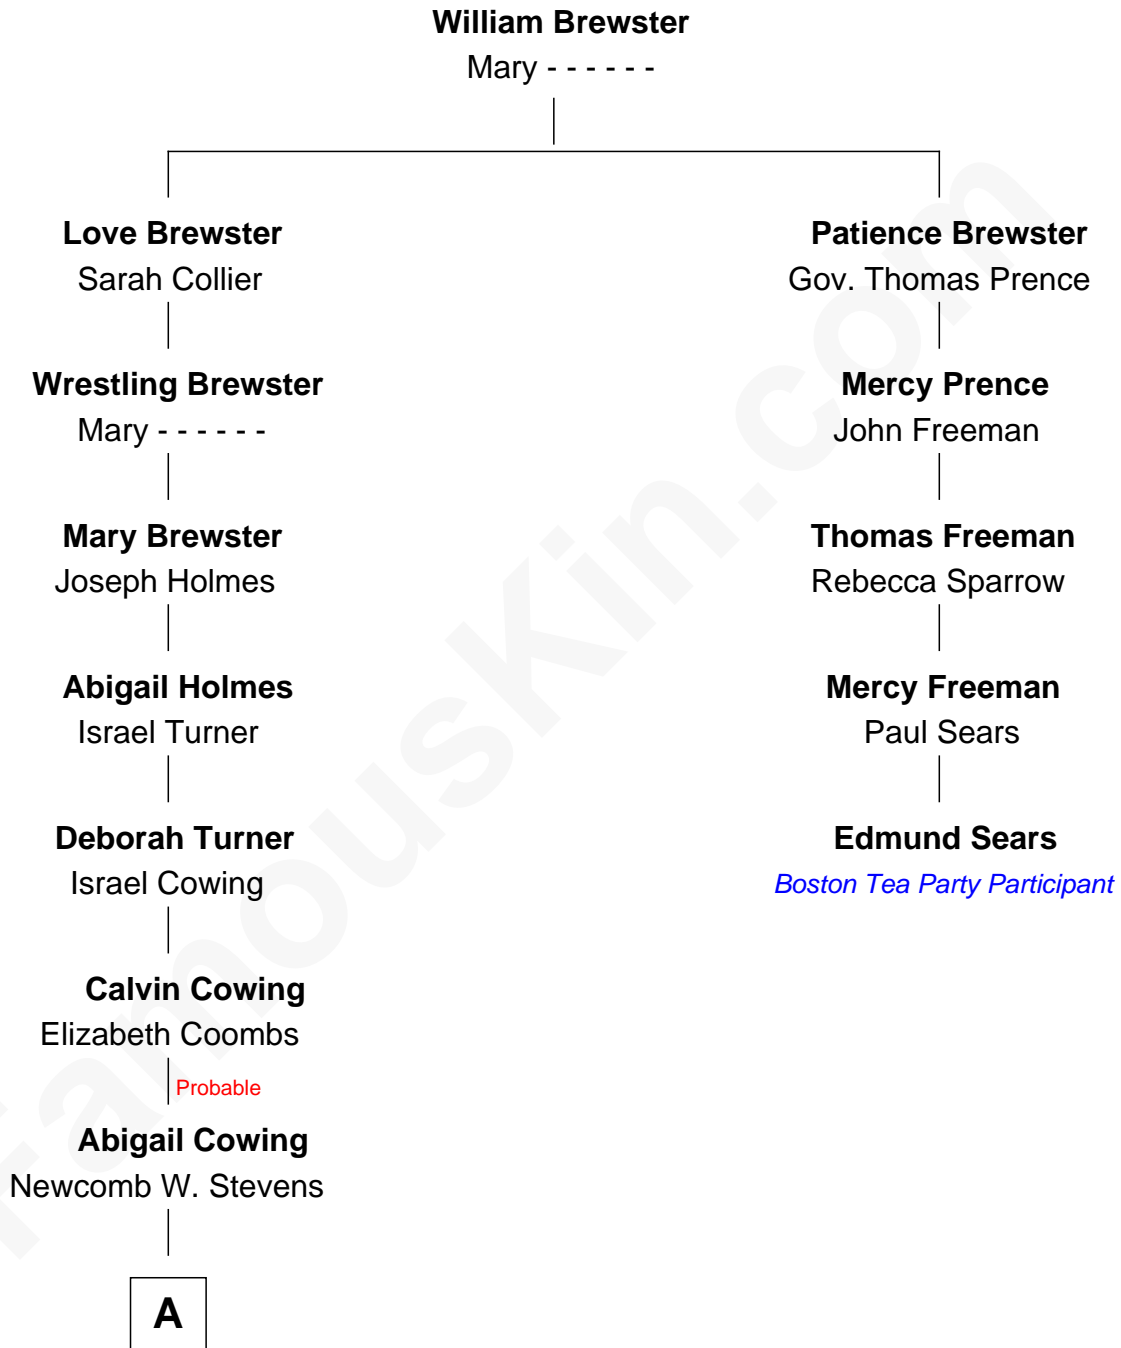 William Brewster
Mary - - - - - -
Love Brewster
Sarah Collier
Patience Brewster
Gov. Thomas Prence
Wrestling Brewster
Mary - - - - - -
Mercy Prence
John Freeman
Mary Brewster
Joseph Holmes
Thomas Freeman
Rebecca Sparrow
Abigail Holmes
Israel Turner
Mercy Freeman
Paul Sears
Deborah Turner
Israel Cowing
Edmund Sears
Boston Tea Party Participant
Calvin Cowing
Elizabeth Coombs
Probable
Abigail Cowing
Newcomb W. Stevens
A
FamousKin.com